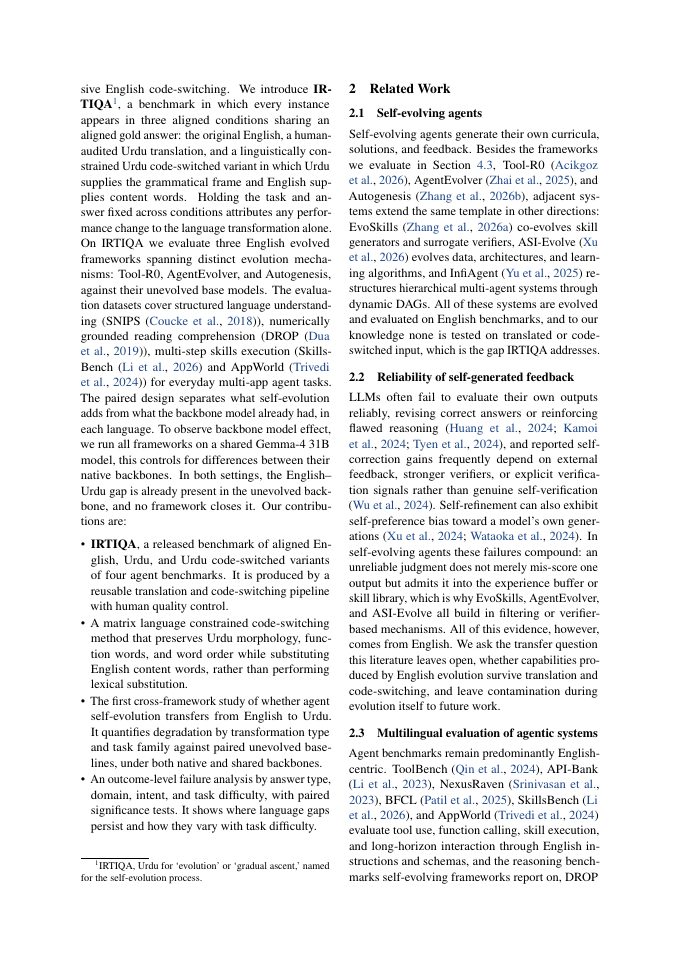 sive English code-switching. We introduce IR-
TIQA1, a benchmark in which every instance
appears in three aligned conditions sharing an
aligned gold answer: the original English, a human-
audited Urdu translation, and a linguistically con-
strained Urdu code-switched variant in which Urdu
supplies the grammatical frame and English sup-
plies content words. Holding the task and an-
swer fixed across conditions attributes any perfor-
mance change to the language transformation alone.
On IRTIQA we evaluate three English evolved
frameworks spanning distinct evolution mecha-
nisms: Tool-R0, AgentEvolver, and Autogenesis,
against their unevolved base models. The evalua-
tion datasets cover structured language understand-
ing (SNIPS (Coucke et al., 2018)), numerically
grounded reading comprehension (DROP (Dua
et al., 2019)), multi-step skills execution (Skills-
Bench (Li et al., 2026) and AppWorld (Trivedi
et al., 2024)) for everyday multi-app agent tasks.
The paired design separates what self-evolution
adds from what the backbone model already had, in
each language. To observe backbone model effect,
we run all frameworks on a shared Gemma-4 31B
model, this controls for differences between their
native backbones. In both settings, the English–
Urdu gap is already present in the unevolved back-
bone, and no framework closes it. Our contribu-
tions are:
• IRTIQA, a released benchmark of aligned En-
glish, Urdu, and Urdu code-switched variants
of four agent benchmarks. It is produced by a
reusable translation and code-switching pipeline
with human quality control.
• A matrix language constrained code-switching
method that preserves Urdu morphology, func-
tion words, and word order while substituting
English content words, rather than performing
lexical substitution.
• The first cross-framework study of whether agent
self-evolution transfers from English to Urdu.
It quantifies degradation by transformation type
and task family against paired unevolved base-
lines, under both native and shared backbones.
• An outcome-level failure analysis by answer type,
domain, intent, and task difficulty, with paired
significance tests. It shows where language gaps
persist and how they vary with task difficulty.
1IRTIQA, Urdu for ‘evolution’ or ‘gradual ascent,’ named
for the self-evolution process.
2 Related Work
2.1 Self-evolving agents
Self-evolving agents generate their own curricula,
solutions, and feedback. Besides the frameworks
we evaluate in Section 4.3, Tool-R0 (Acikgoz
et al., 2026), AgentEvolver (Zhai et al., 2025), and
Autogenesis (Zhang et al., 2026b), adjacent sys-
tems extend the same template in other directions:
EvoSkills (Zhang et al., 2026a) co-evolves skill
generators and surrogate verifiers, ASI-Evolve (Xu
et al., 2026) evolves data, architectures, and learn-
ing algorithms, and InfiAgent (Yu et al., 2025) re-
structures hierarchical multi-agent systems through
dynamic DAGs. All of these systems are evolved
and evaluated on English benchmarks, and to our
knowledge none is tested on translated or code-
switched input, which is the gap IRTIQA addresses.
2.2 Reliability of self-generated feedback
LLMs often fail to evaluate their own outputs
reliably, revising correct answers or reinforcing
flawed reasoning (Huang et al., 2024; Kamoi
et al., 2024; Tyen et al., 2024), and reported self-
correction gains frequently depend on external
feedback, stronger verifiers, or explicit verifica-
tion signals rather than genuine self-verification
(Wu et al., 2024). Self-refinement can also exhibit
self-preference bias toward a model’s own gener-
ations (Xu et al., 2024; Wataoka et al., 2024). In
self-evolving agents these failures compound: an
unreliable judgment does not merely mis-score one
output but admits it into the experience buffer or
skill library, which is why EvoSkills, AgentEvolver,
and ASI-Evolve all build in filtering or verifier-
based mechanisms. All of this evidence, however,
comes from English. We ask the transfer question
this literature leaves open, whether capabilities pro-
duced by English evolution survive translation and
code-switching, and leave contamination during
evolution itself to future work.
2.3 Multilingual evaluation of agentic systems
Agent benchmarks remain predominantly English-
centric. ToolBench (Qin et al., 2024), API-Bank
(Li et al., 2023), NexusRaven (Srinivasan et al.,
2023), BFCL (Patil et al., 2025), SkillsBench (Li
et al., 2026), and AppWorld (Trivedi et al., 2024)
evaluate tool use, function calling, skill execution,
and long-horizon interaction through English in-
structions and schemas, and the reasoning bench-
marks self-evolving frameworks report on, DROP